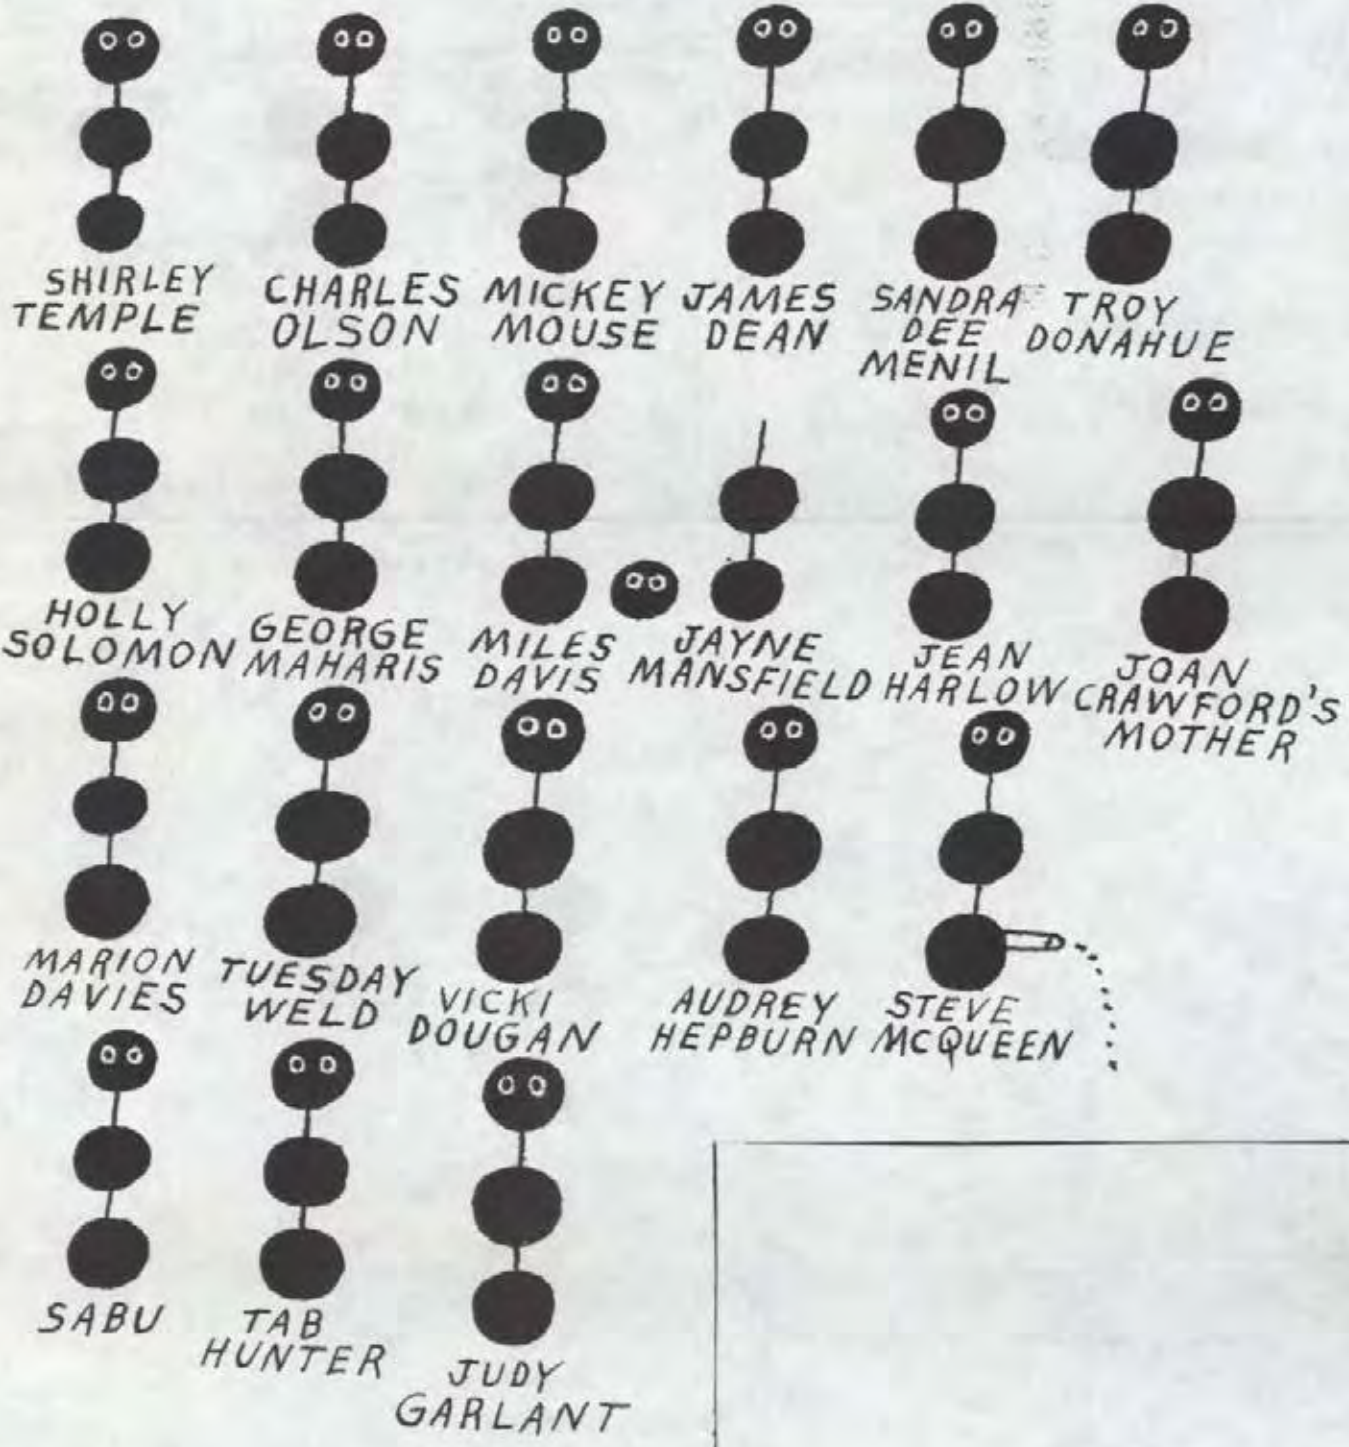 SHIRLEY
TEMPLE
CHARLES
OLSON
MICKEY
MOUSE
JAMES
DEAN
SANDRA
DEE
MENIL
TROY
DONAHUE
HOLLY
SOLOMON
GEORGE
MAHARIS
MILES
DAVIS
JAYNE
MANSFIELD
JEAN
HARLOW
JOAN
CRAWFORD'S
MOTHER
MARION
DAVIES
TUESDAY
WELD
VICKI
DOUGAN
AUDREY
HEPBURN
STEVE
MCQUEEN
SABU
TAB
HUNTER
JUDY
GARLANT